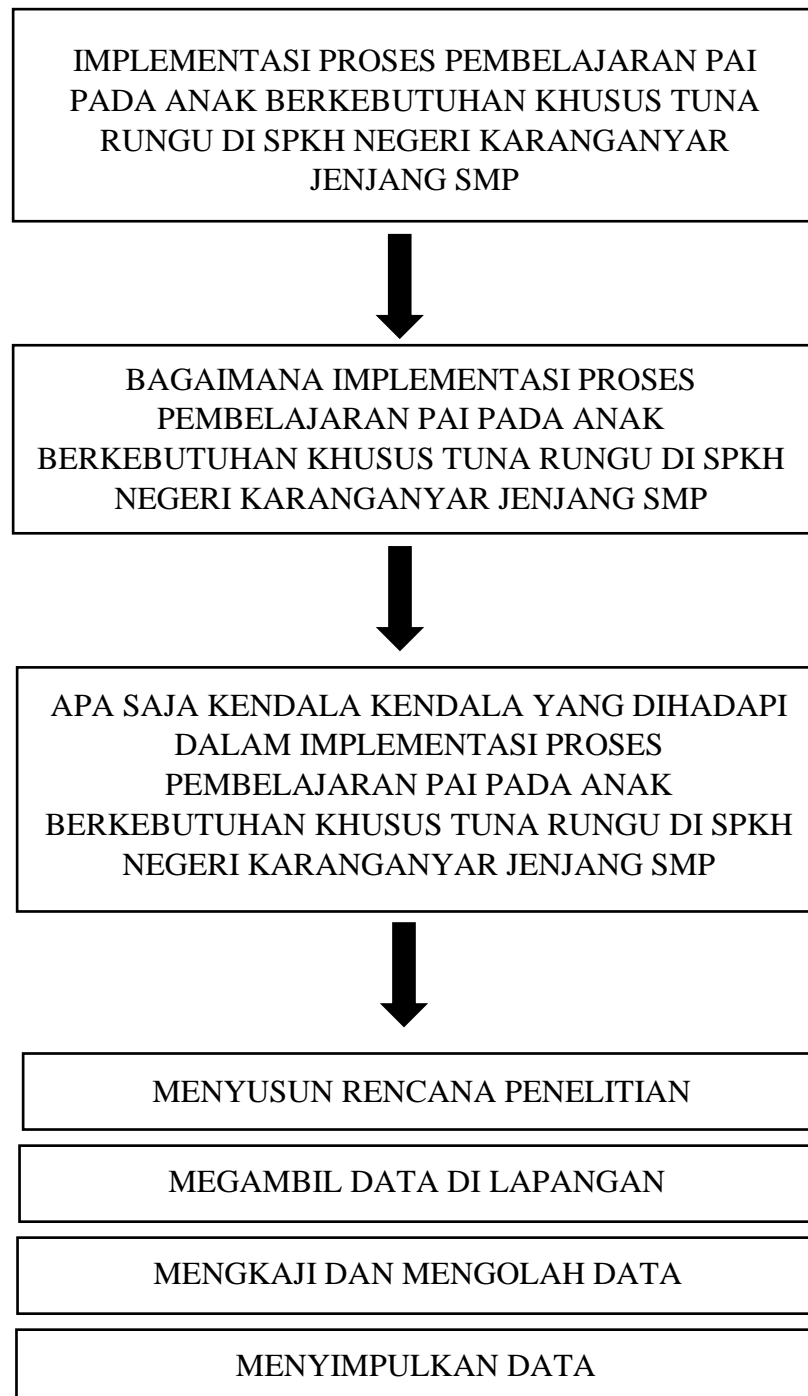 IMPLEMENTASI PROSES PEMBELAJARAN PAI
PADA ANAK BERKEBUTUHAN KHUSUS TUNA
RUNGU DI SPKH NEGERI KARANGANYAR
JENJANG SMP
BAGAIMANA IMPLEMENTASI PROSES
PEMBELAJARAN PAI PADA ANAK
BERKEBUTUHAN KHUSUS TUNA RUNGU DI SPKH
NEGERI KARANGANYAR JENJANG SMP
APA SAJA KENDALA KENDALA YANG DIHADAPI
DALAM IMPLEMENTASI PROSES
PEMBELAJARAN PAI PADA ANAK
BERKEBUTUHAN KHUSUS TUNA RUNGU DI SPKH
NEGERI KARANGANYAR JENJANG SMP
MENYUSUN RENCANA PENELITIAN
MEGAMBIL DATA DI LAPANGAN
MENGKAJI DAN MENGOLAH DATA
MENYIMPULKAN DATA